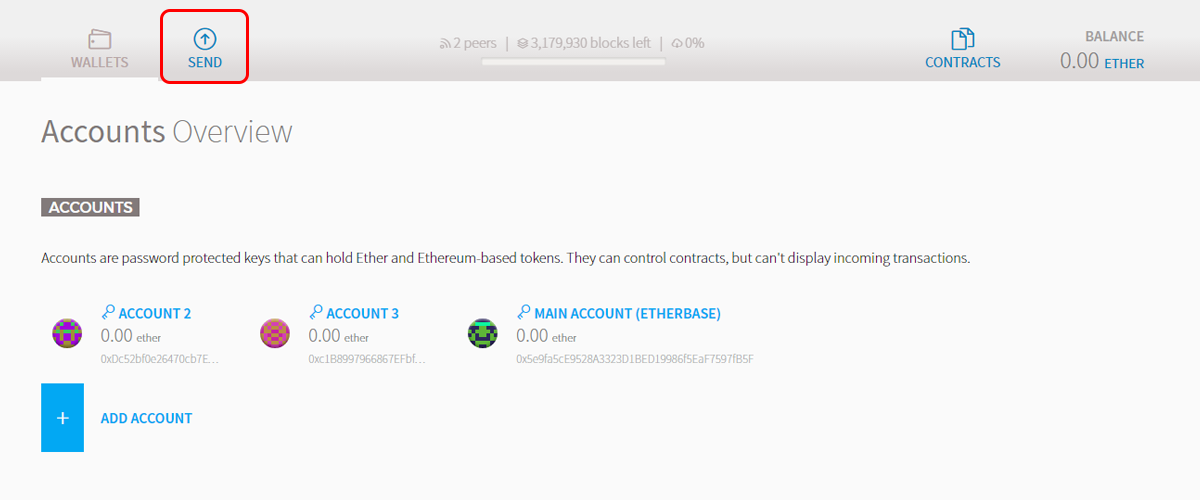 WALLETS
SEND
2 peers | 3,179,930 blocks left | 0%
CONTRACTS
BALANCE
0.00 ETHER
Accounts Overview
ACCOUNTS
Accounts are password protected keys that can hold Ether and Ethereum-based tokens. They can control contracts, but can't display incoming transactions.
ACCOUNT 2
0.00 ether
0xDc52bf0e26470cb7E...
ACCOUNT 3
0.00 ether
0xc1B8997966867EFbf...
MAIN ACCOUNT (ETHERBASE)
0.00 ether
0x5e9fa5cE9528A3323D1BED19986f5EaF7597fB5F
+
ADD ACCOUNT